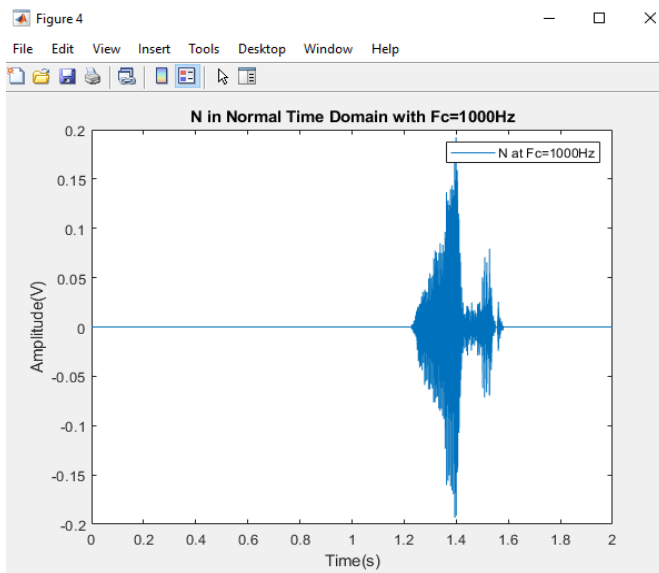 Figure 4
File Edit View Insert Tools Desktop Window Help
N in Normal Time Domain with Fc=1000Hz
N at Fc=1000Hz
0.2
0.15
0.1
0.05
0
-0.05
-0.1
-0.15
-0.2
Amplitude(V)
0 0.2 0.4 0.6 0.8 1 1.2 1.4 1.6 1.8 2
Time(s)